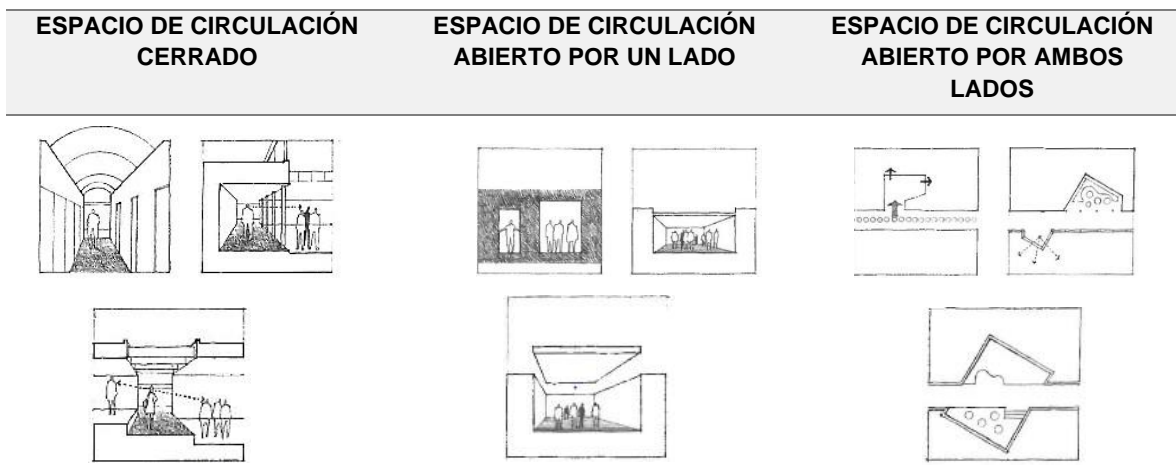 ESPACIO DE CIRCULACIÓN
CERRADO
ESPACIO DE CIRCULACIÓN
ABIERTO POR UN LADO
ESPACIO DE CIRCULACIÓN
ABIERTO POR AMBOS
LADOS